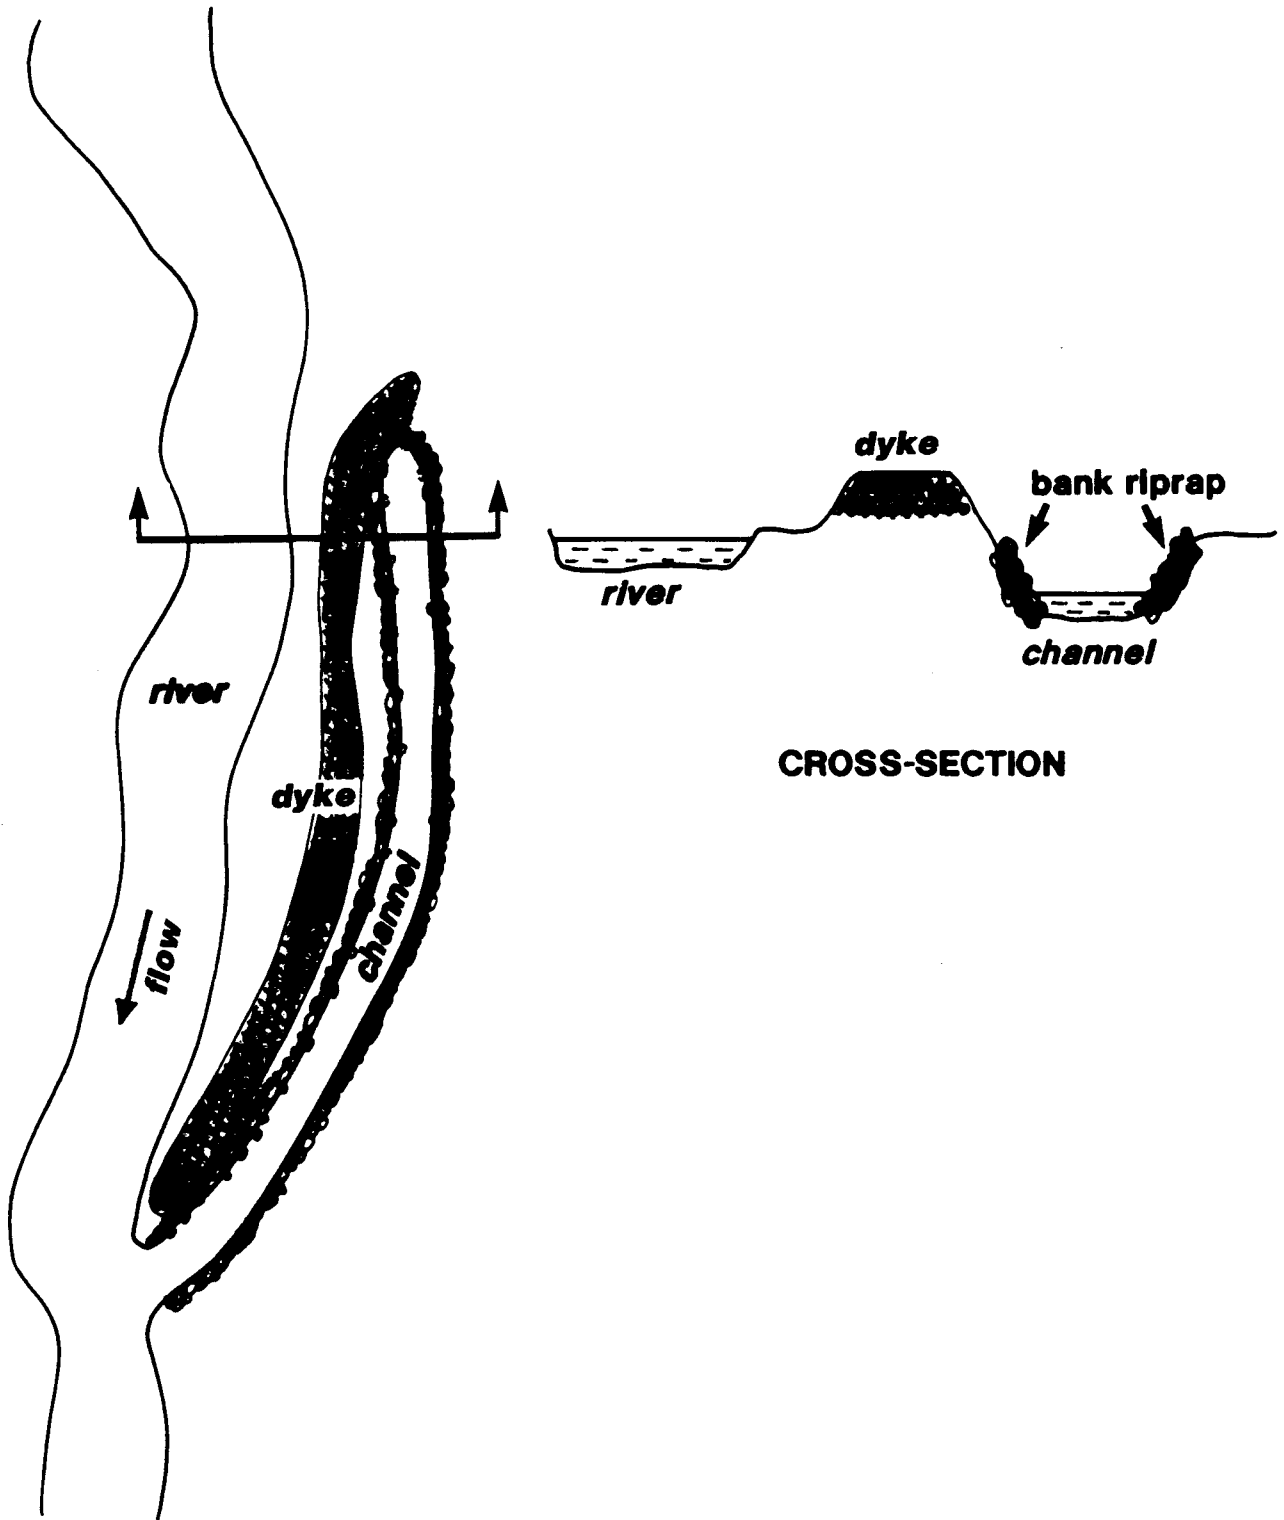 dyke
bank riprap
river
channel
river
CROSS-SECTION
dyke
channel
flow